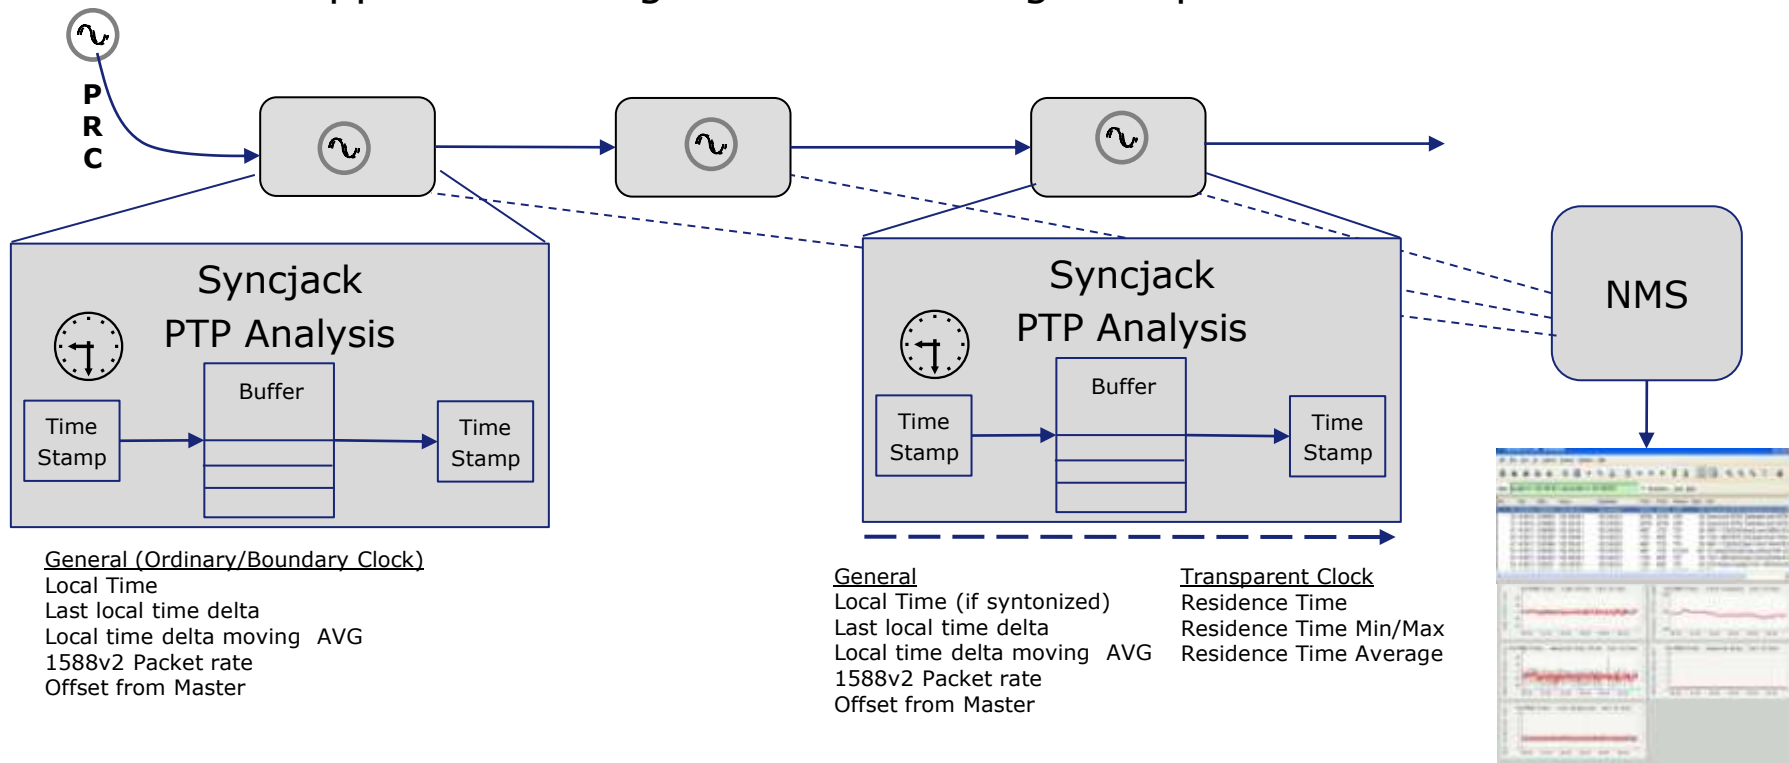 P
R
C
Syncjack
PTP Analysis
Buffer
Time
Stamp
Time
Stamp
General (Ordinary/Boundary Clock)
Local Time
Last local time delta
Local time delta moving AVG
1588v2 Packet rate
Offset from Master
Syncjack
PTP Analysis
Buffer
Time
Stamp
Time
Stamp
General
Local Time (if syntonized)
Last local time delta
Local time delta moving AVG
1588v2 Packet rate
Offset from Master
Transparent Clock
Residence Time
Residence Time Min/Max
Residence Time Average
NMS